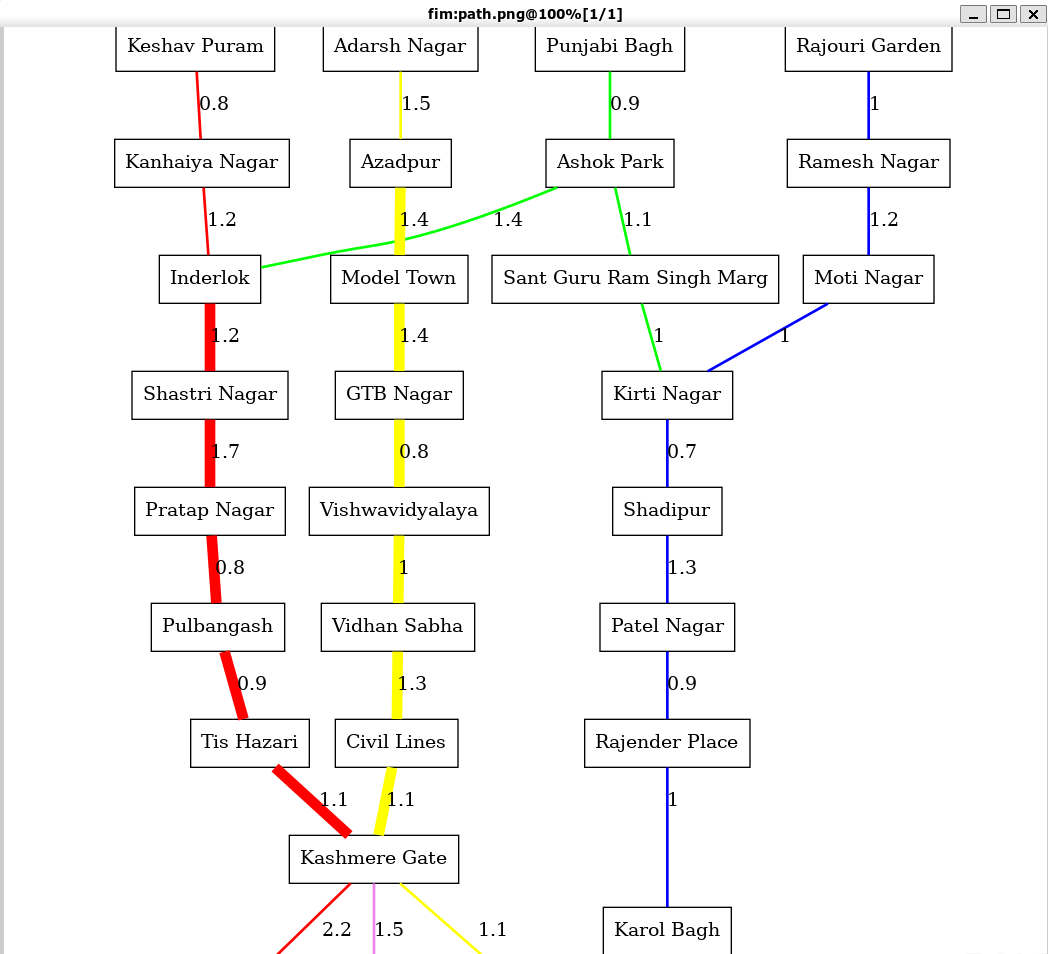 fim:path.png@100%[1/1]
Keshav Puram
Adarsh Nagar
Punjabi Bagh
Rajouri Garden
0.8
1.5
0.9
1
Kanhaiya Nagar
Azadpur
Ashok Park
Ramesh Nagar
1.2
1.4
1.4
1.1
1.2
Inderlok
Model Town
Sant Guru Ram Singh Marg
Moti Nagar
1.2
1.4
1
1
Shastri Nagar
GTB Nagar
Kirti Nagar
1.7
0.8
0.7
Pratap Nagar
Vishwavidyalaya
Shadipur
0.8
1
1.3
Pulbangash
Vidhan Sabha
Patel Nagar
0.9
1.3
0.9
Tis Hazari
Civil Lines
Rajender Place
1.1
1.1
1
Kashmere Gate
2.2
1.5
1.1
Karol Bagh